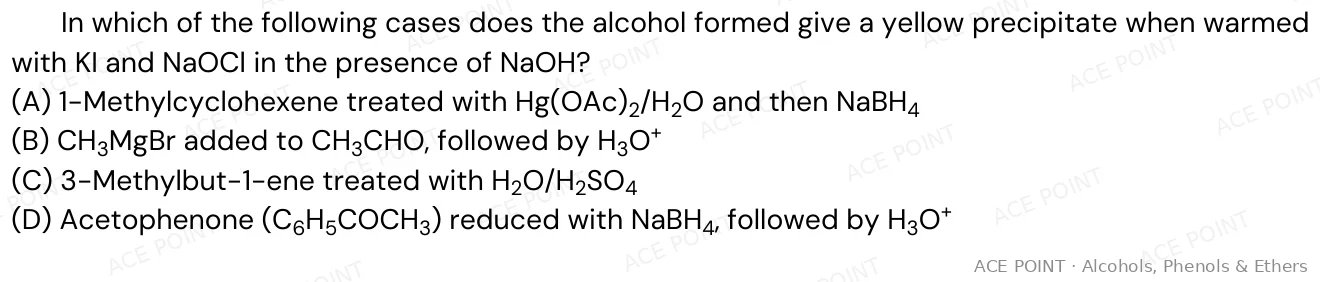 In which of the following cases does the alcohol formed give a yellow precipitate when warmed
with KI and NaOCl in the presence of NaOH?
(A) 1-Methylcyclohexene treated with Hg(OAc)₂/H₂O and then NaBH₄
(B) CH₃MgBr added to CH₃CHO, followed by H₃O⁺
(C) 3-Methylbut-1-ene treated with H₂O/H₂SO₄
(D) Acetophenone (C₆H₅COCH₃) reduced with NaBH₄, followed by H₃O⁺
ACE POINT · Alcohols, Phenols & Ethers